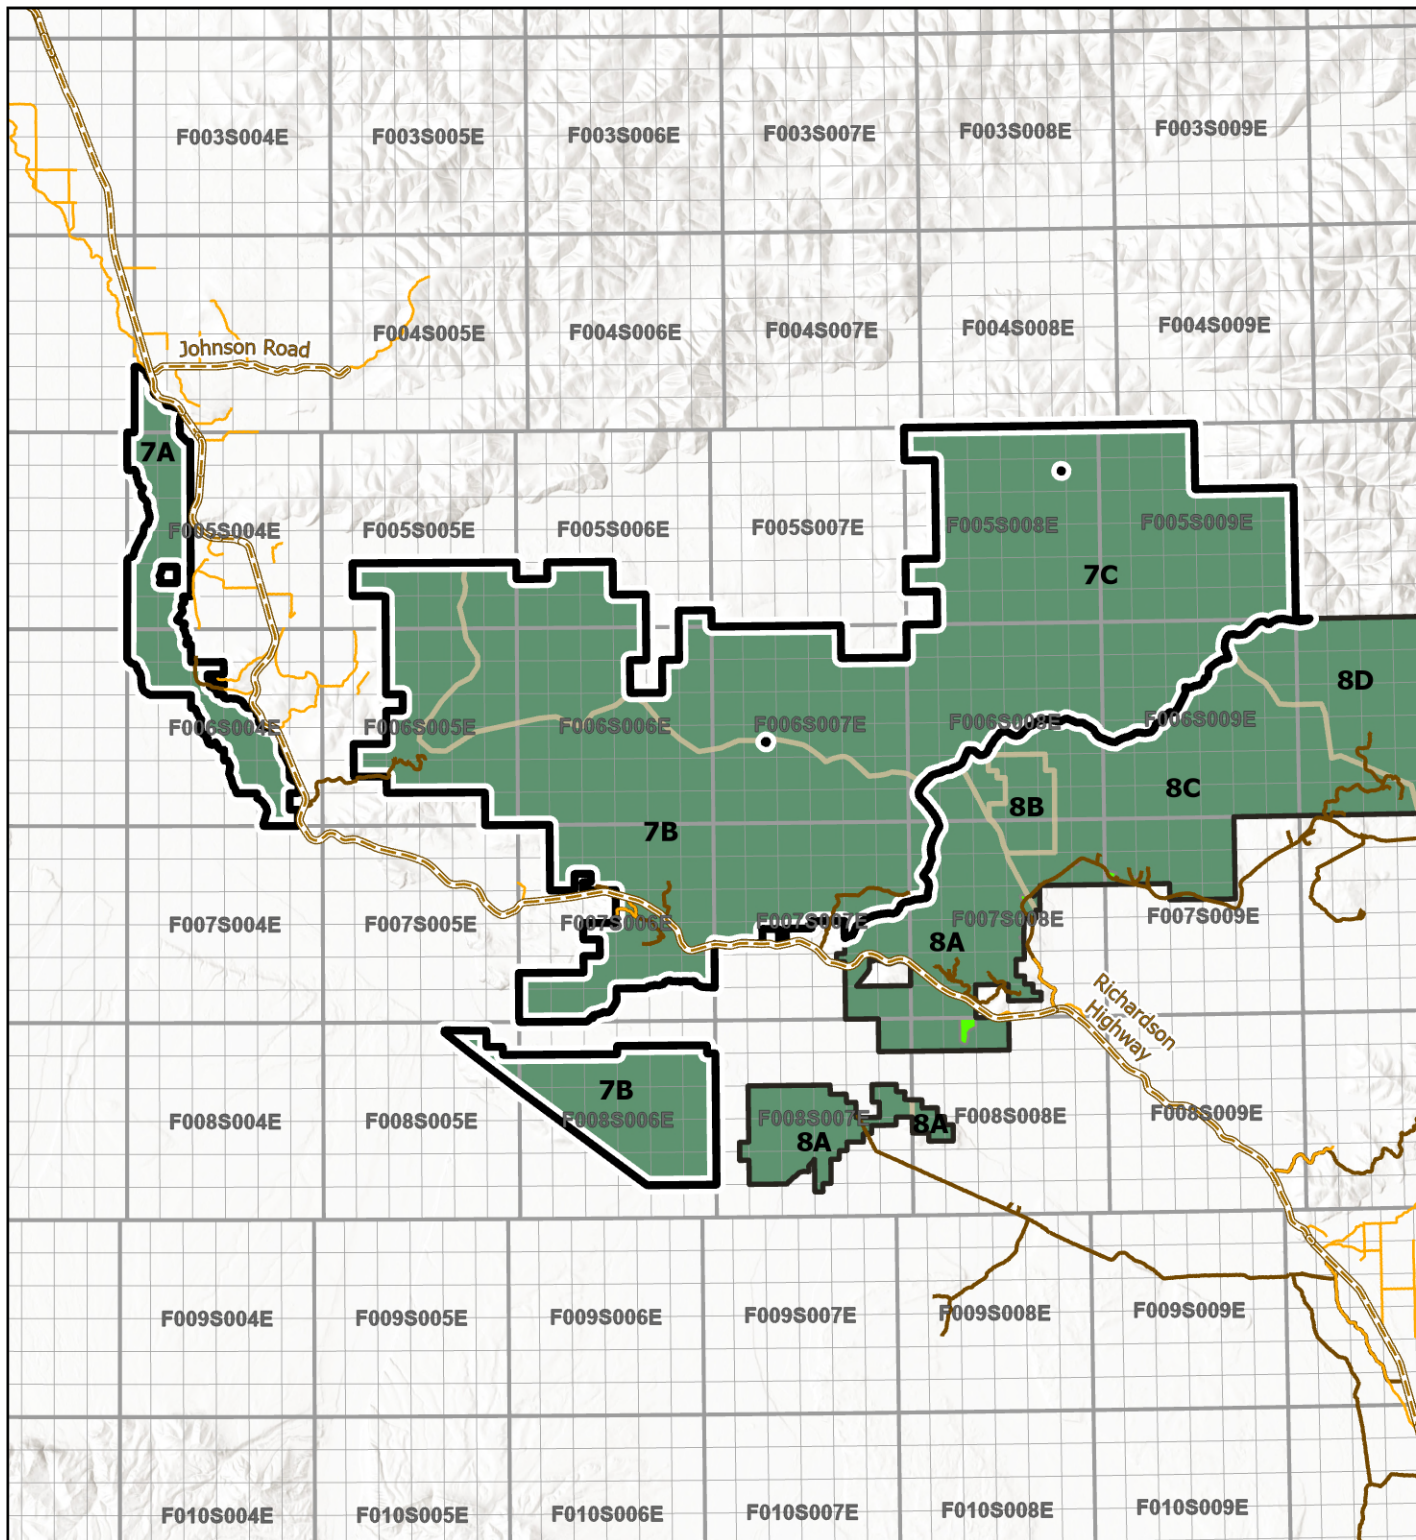 F003S004E F003S005E F003S006E F003S007E F003S008E F003S009E
F004S005E F004S006E F004S007E F004S008E F004S009E
Johnson Road
7A
F005S004E F005S005E F005S006E F005S007E F005S008E F005S009E
7C
8D
F006S004E F006S005E F006S006E F006S007E F006S008E F006S009E
8C
8B
7B
F007S004E F007S005E F007S006E F007S007E F007S008E F007S009E
8A
Richardson
Highway
7B
F008S004E F008S005E F008S006E F008S007E F008S008E F008S009E
8A
8A
F009S004E F009S005E F009S006E F009S007E F009S008E F009S009E
F010S004E F010S005E F010S006E F010S007E F010S008E F010S009E